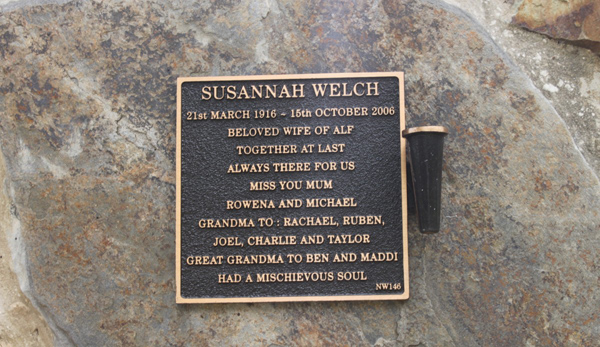 SUSANNAH WELCH
21st MARCH 1916 ~ 15th OCTOBER 2006
BELOVED WIFE OF ALF
TOGETHER AT LAST
ALWAYS THERE FOR US
MISS YOU MUM
ROWENA AND MICHAEL
GRANDMA TO : RACHAEL, RUBEN,
JOEL, CHARLIE AND TAYLOR
GREAT GRANDMA TO BEN AND MADDI
HAD A MISCHIEVOUS SOUL
NW146